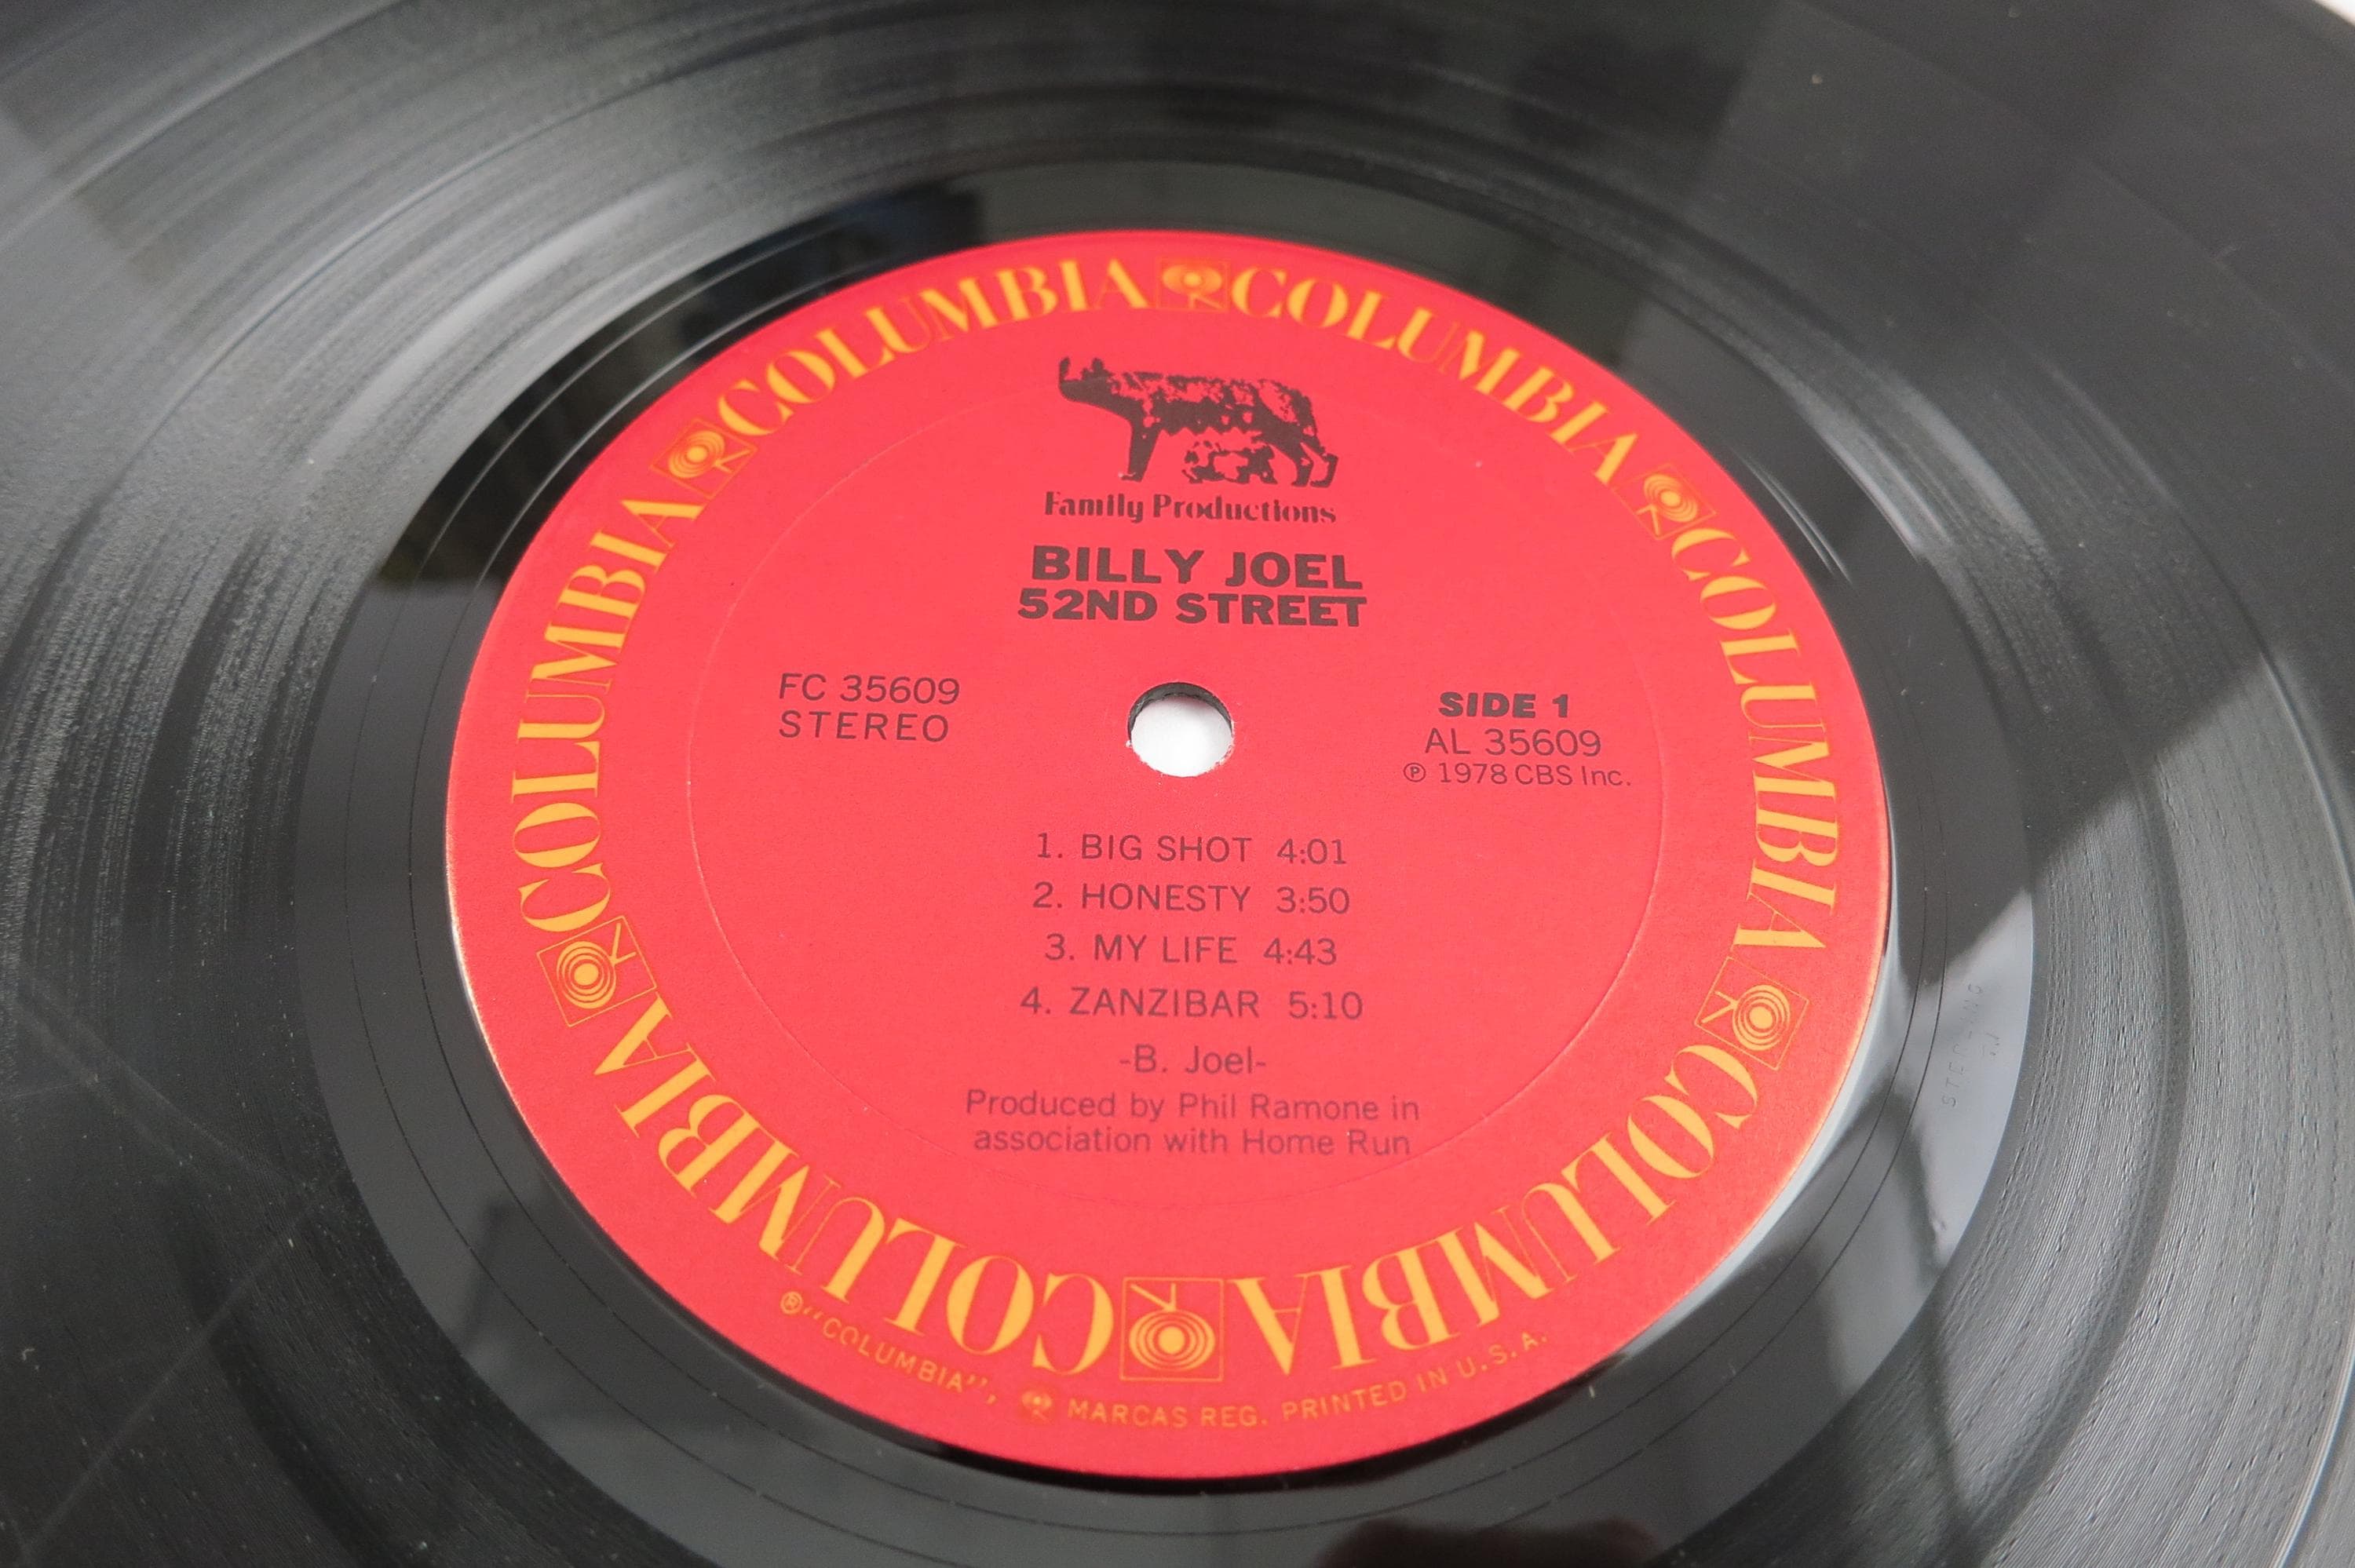 COLUMBIA COLUMBIA COLUMBIA COLUMBIA COLUMBIA COLUMBIA
Family Productions
BILLY JOEL
52ND STREET
FC 35609
STEREO
SIDE 1
AL 35609
℗ 1978 CBS Inc.
1. BIG SHOT 4:01
2. HONESTY 3:50
3. MY LIFE 4:43
4. ZANZIBAR 5:10
-B. Joel-
Produced by Phil Ramone in
association with Home Run
® "COLUMBIA", MARCAS REG. PRINTED IN U.S.A.